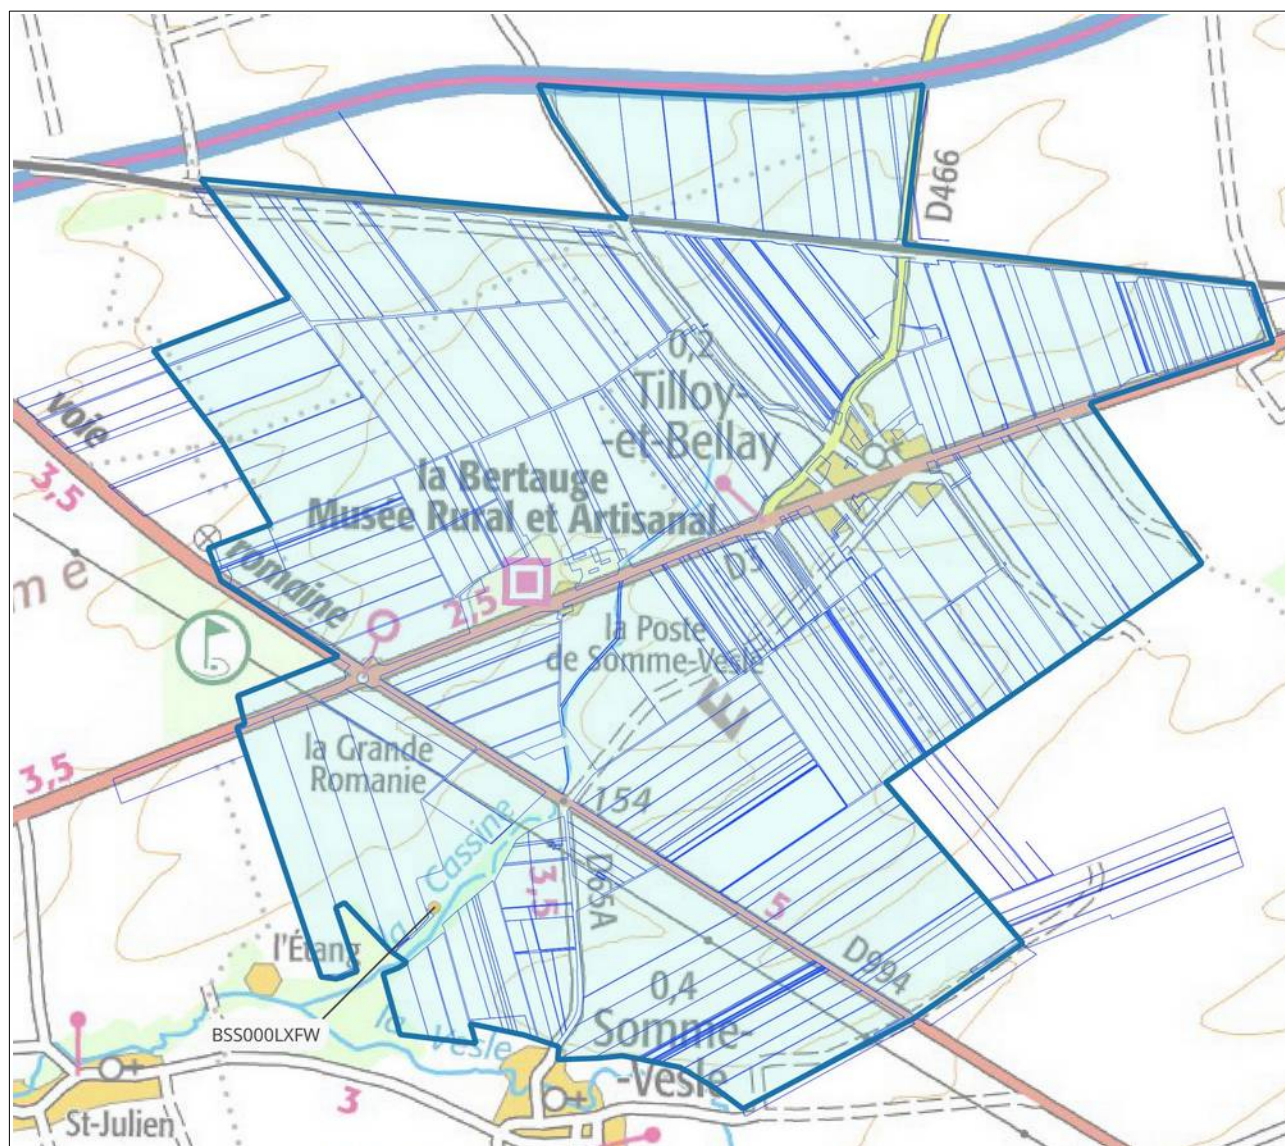 D466
0,2
Tilloy-
-et-Bellay
voie
3,5
la Bertauge
Musée Rural et Artisanal
romaine
me
D3
2,5
la Poste
de Somme-Vesle
la Grande
Romanie
3,5
154
la Cassine
3,5
D65A
5
D994
l'Étang
0,4
Somme-
-Vesle
BSS000LXFW
la Vesle
3
St-Julien